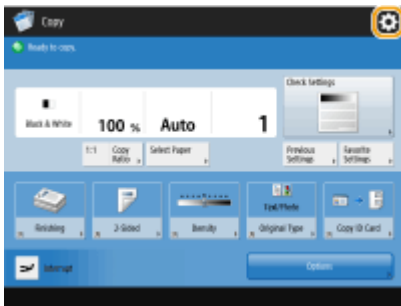 Copy
Ready to copy.
Check Settings
Black & White
100 %
Auto
1
1:1
Copy
Ratio
Select Paper
Previous
Settings
Favorite
Settings
Finishing
2-Sided
Density
Text/Photo
Original Type
Copy ID Card
Interrupt
Options